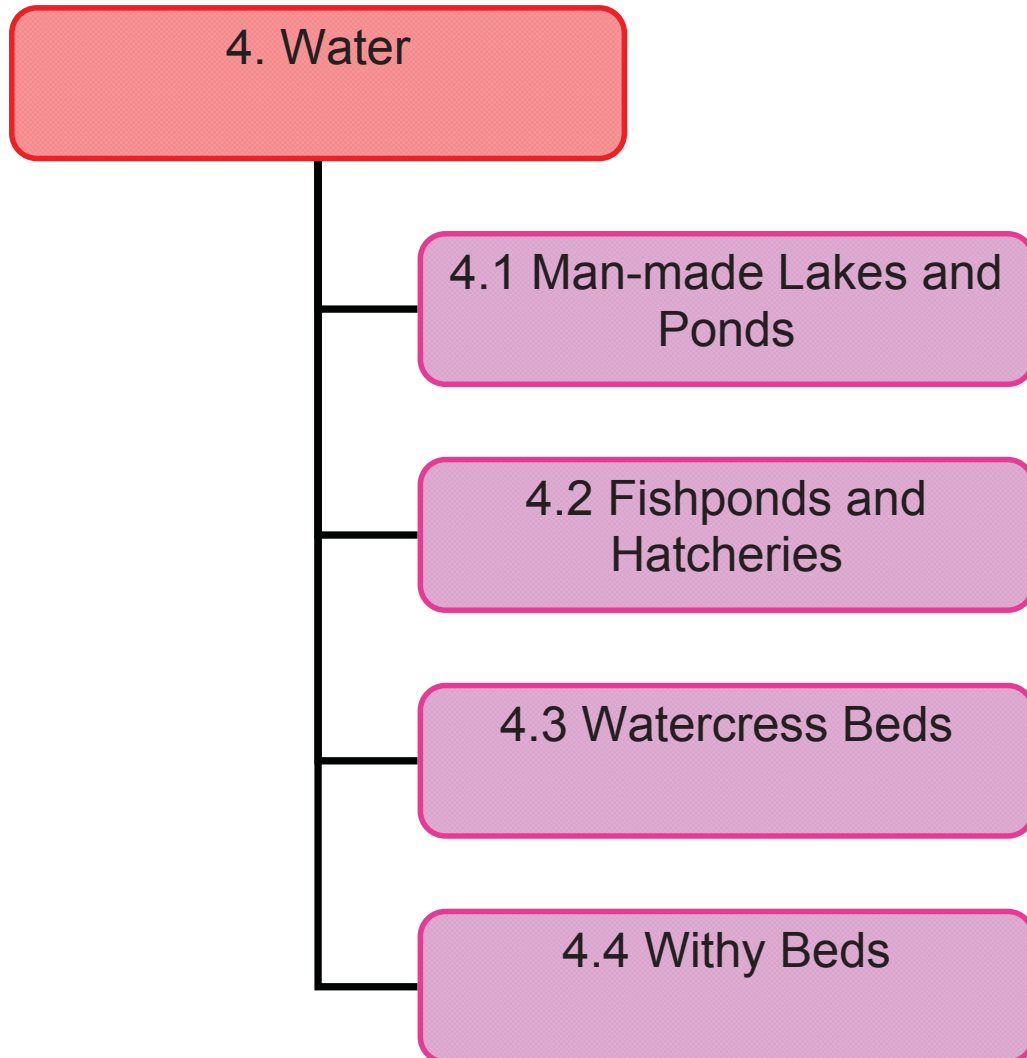 4. Water
4.1 Man-made Lakes and
Ponds
4.2 Fishponds and
Hatcheries
4.3 Watercress Beds
4.4 Withy Beds